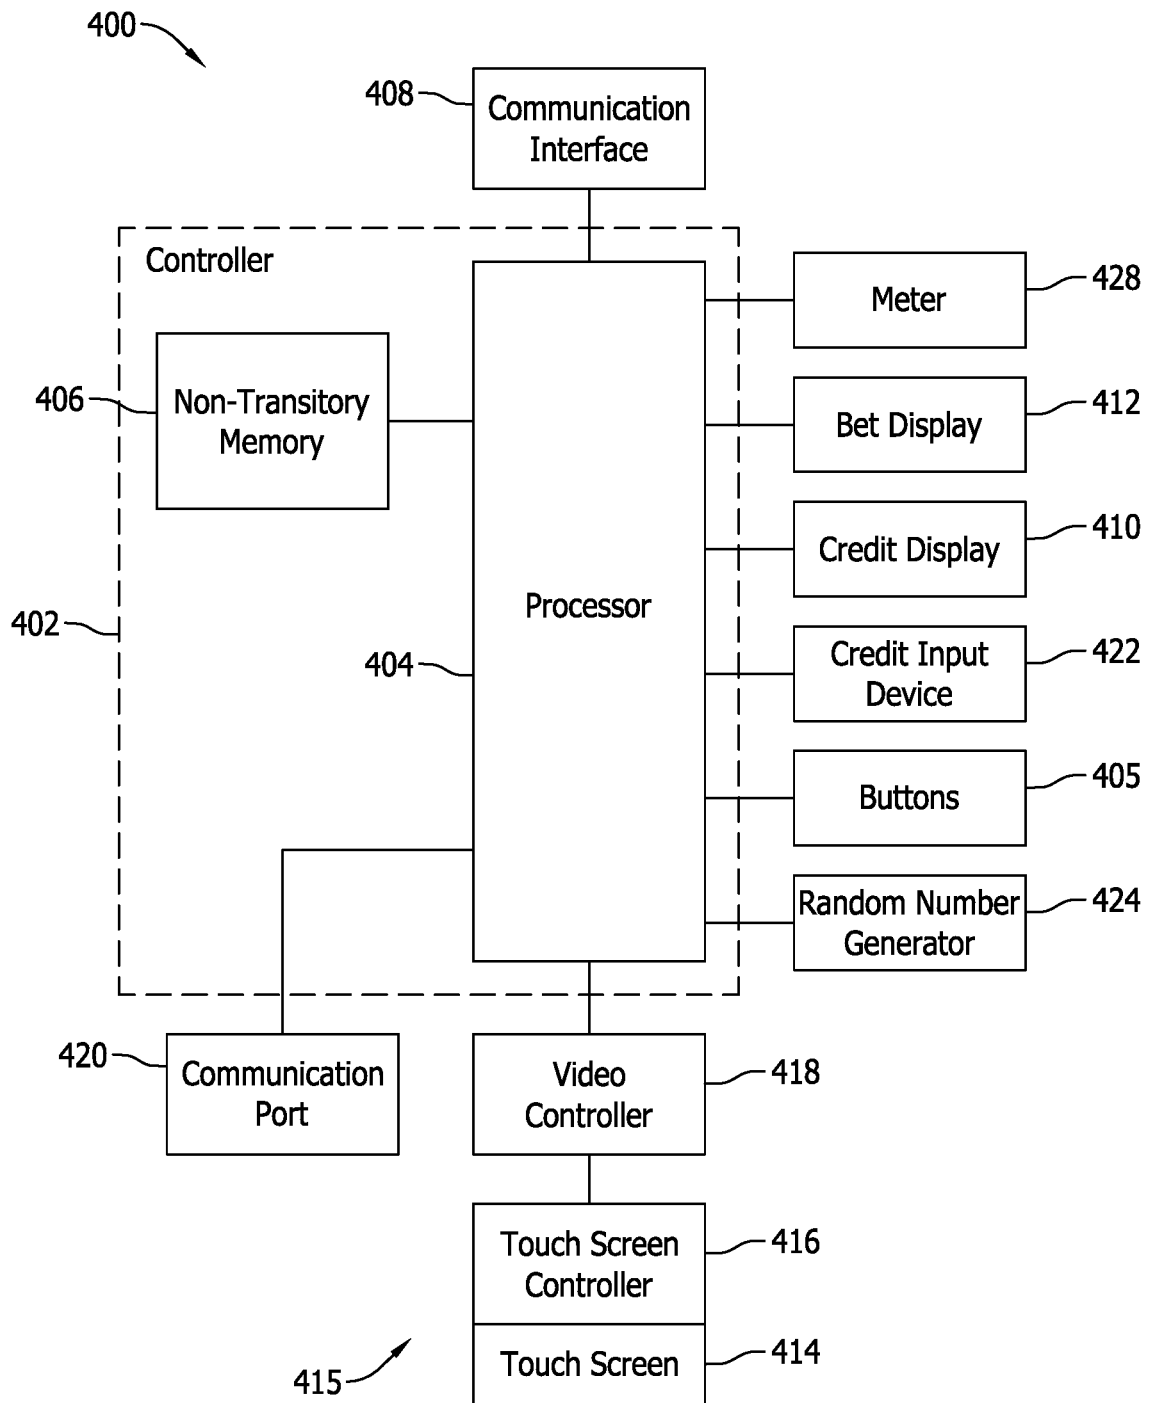 400
408
Communication
Interface
Controller
Meter
428
406
Non-Transitory
Memory
Bet Display
412
Credit Display
410
402
Processor
404
Credit Input
Device
422
Buttons
405
Random Number
Generator
424
420
Communication
Port
Video
Controller
418
Touch Screen
Controller
416
415
Touch Screen
414